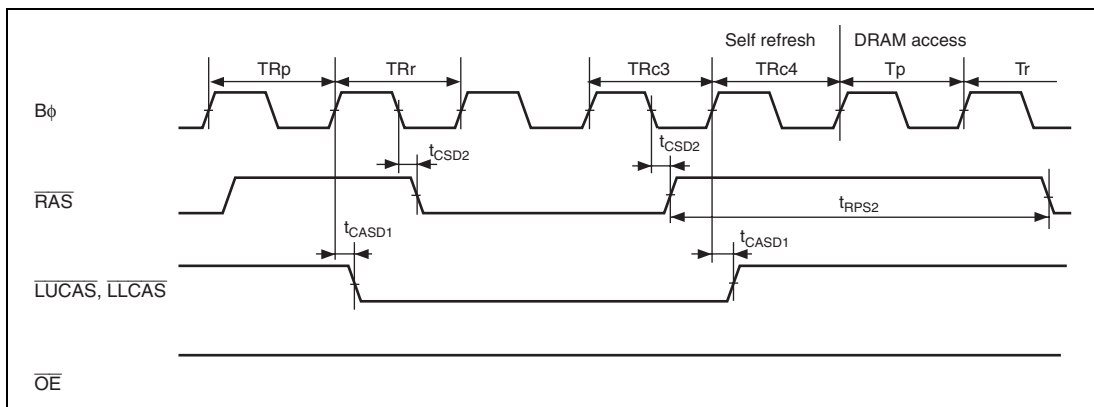 Self refresh DRAM access
TRp TRr TRc3 TRc4 Tp Tr
Bφ
tCSD2 tCSD2
RAS
tRPS2
tCASD1 tCASD1
LUCAS, LLCAS
OE